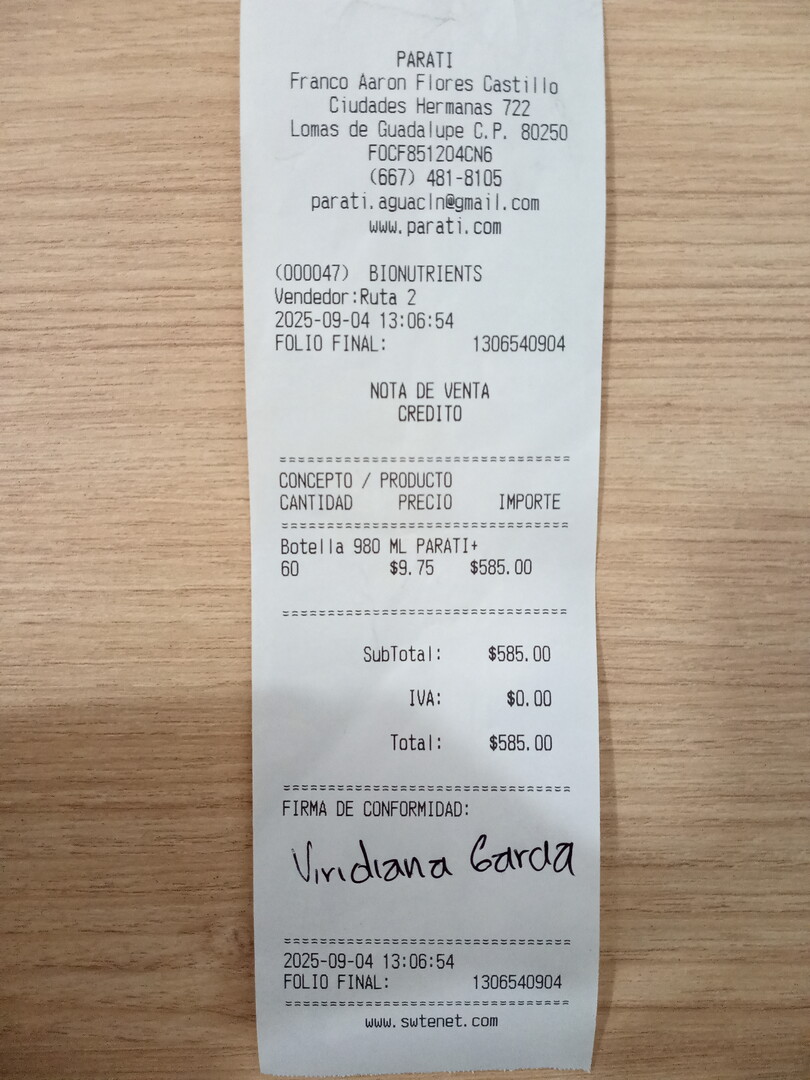 PARATI
Franco Aaron Flores Castillo
Ciudades Hermanas 722
Lomas de Guadalupe C.P. 80250
FOCF851204CN6
(667) 481-8105
parati.aguacln@gmail.com
www.parati.com
(000047) BIONUTRIENTS
Vendedor:Ruta 2
2025-09-04 13:06:54
FOLIO FINAL: 1306540904
NOTA DE VENTA
CREDITO
================================
CONCEPTO / PRODUCTO
CANTIDAD PRECIO IMPORTE
================================
Botella 980 ML PARATI+
60 $9.75 $585.00
================================
SubTotal: $585.00
IVA: $0.00
Total: $585.00
================================
FIRMA DE CONFORMIDAD:
Viridiana Garcia
================================
2025-09-04 13:06:54
FOLIO FINAL: 1306540904
================================
www.swtenet.com